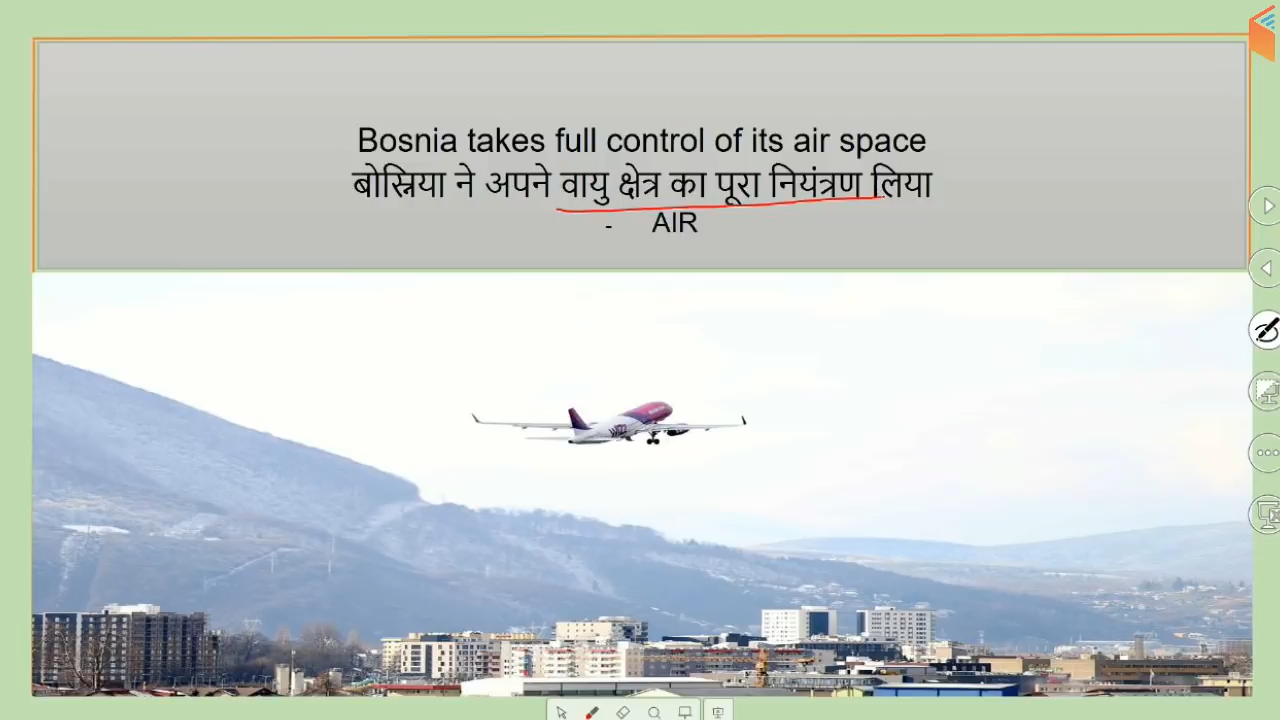 Bosnia takes full control of its air space
बोस्निया ने अपने वायु क्षेत्र का पूरा नियंत्रण लिया
- AIR